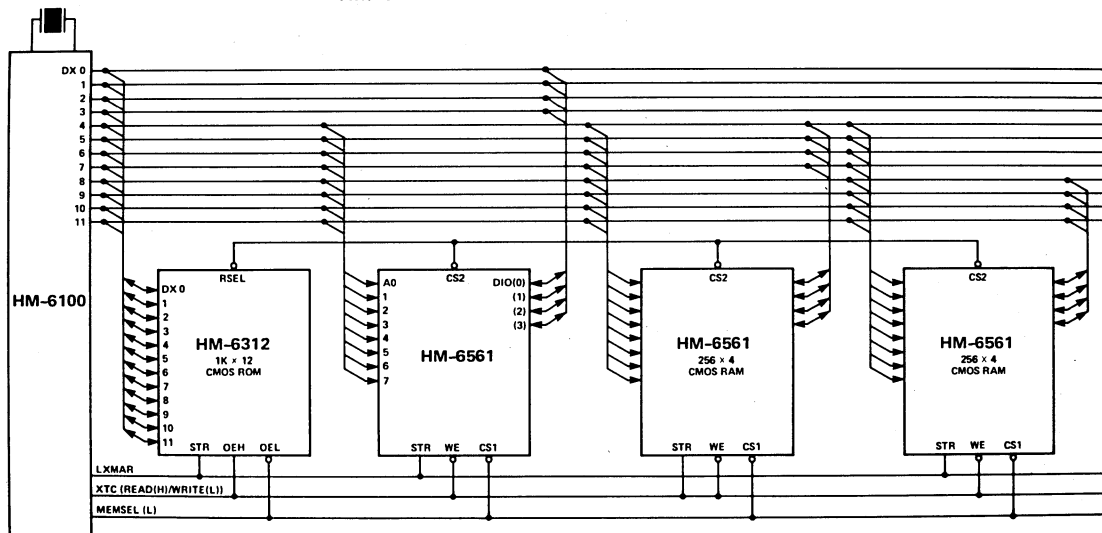 DX 0
1
2
3
4
5
6
7
8
9
10
11
HM-6100
RSEL
DX 0
1
2
3
4
5
6
7
8
9
10
11
HM-6312
1K × 12
CMOS ROM
STR OEH OEL
CS2
A0
1
2
3
4
5
6
7
DIO(0)
(1)
(2)
(3)
HM-6561
STR WE CS1
CS2
HM-6561
256 × 4
CMOS RAM
STR WE CS1
CS2
HM-6561
256 × 4
CMOS RAM
STR WE CS1
LXMAR
XTC (READ(H)/WRITE(L))
MEMSEL (L)